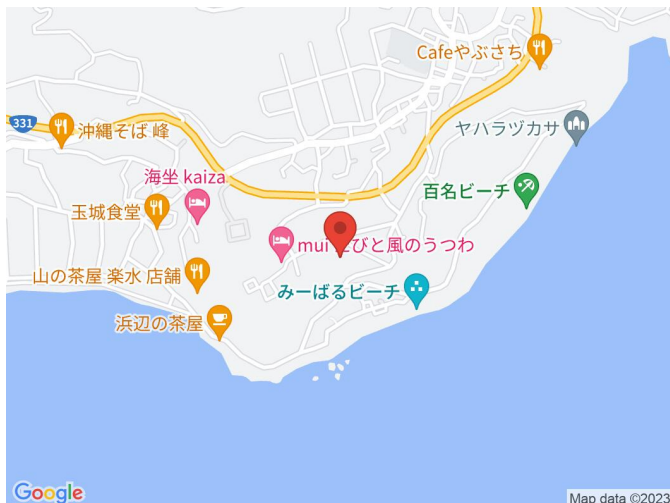 Cafeやぶさち
331
沖縄そば 峰
ヤハラヅカサ
海坐 kaiza
百名ビーチ
玉城食堂
mui たびと風のうつわ
山の茶屋 楽水 店舗
みーばるビーチ
浜辺の茶屋
Google
Map data ©2023